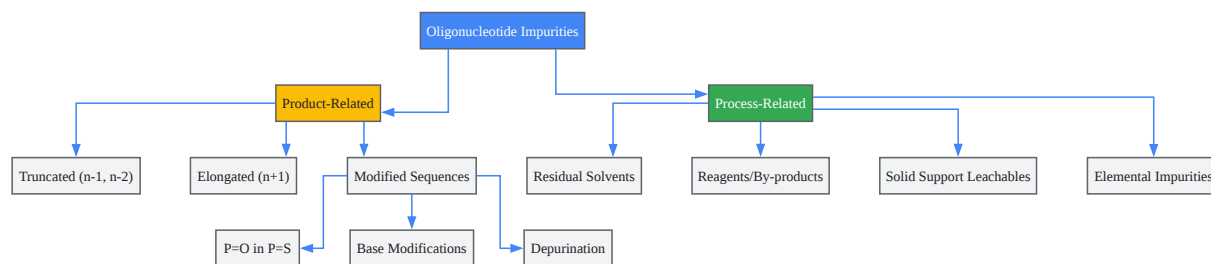 Oligonucleotide Impurities
Product-Related
Process-Related
Truncated (n-1, n-2)
Elongated (n+1)
Modified Sequences
Residual Solvents
Reagents/By-products
Solid Support Leachables
Elemental Impurities
P=O in P=S
Base Modifications
Depurination